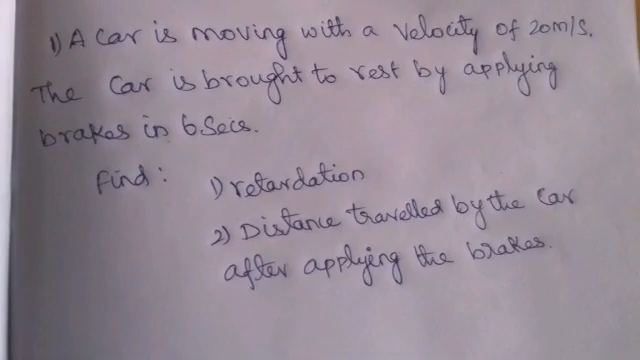 1) A car is moving with a velocity of 20m/s.
The car is brought to rest by applying
brakes in 6 Secs.
Find: 1) retardation
2) Distance travelled by the car
after applying the brakes.